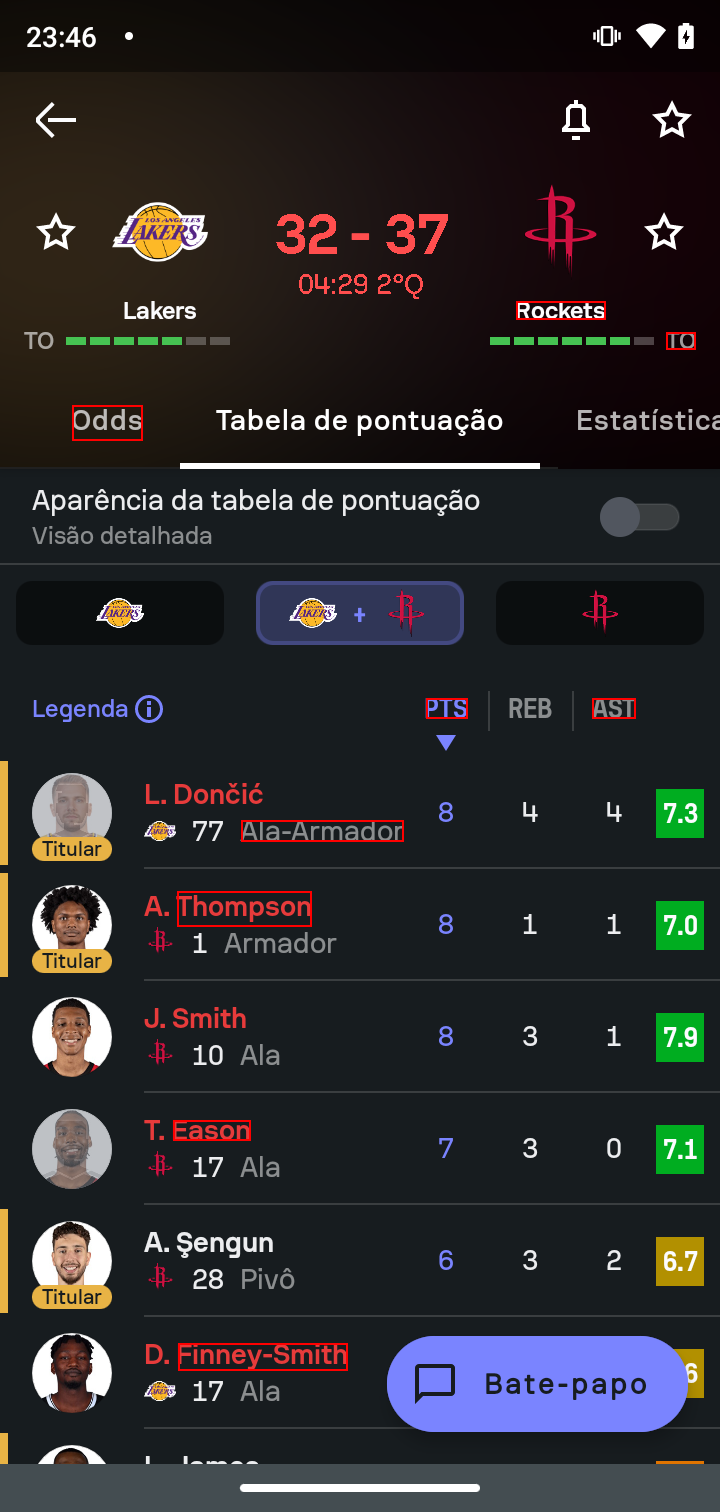 23:46
32 - 37
04:29 2°Q
Lakers
Rockets
TO
TO
Odds
Tabela de pontuação
Estatística
Aparência da tabela de pontuação
Visão detalhada
+
Legenda
PTS
REB
AST
L. Dončić
8 4 4 7.3
77 Ala-Armador
Titular
A. Thompson
8 1 1 7.0
1 Armador
Titular
J. Smith
8 3 1 7.9
10 Ala
T. Eason
7 3 0 7.1
17 Ala
A. Şengun
6 3 2 6.7
28 Pivô
Titular
D. Finney-Smith
17 Ala
Bate-papo